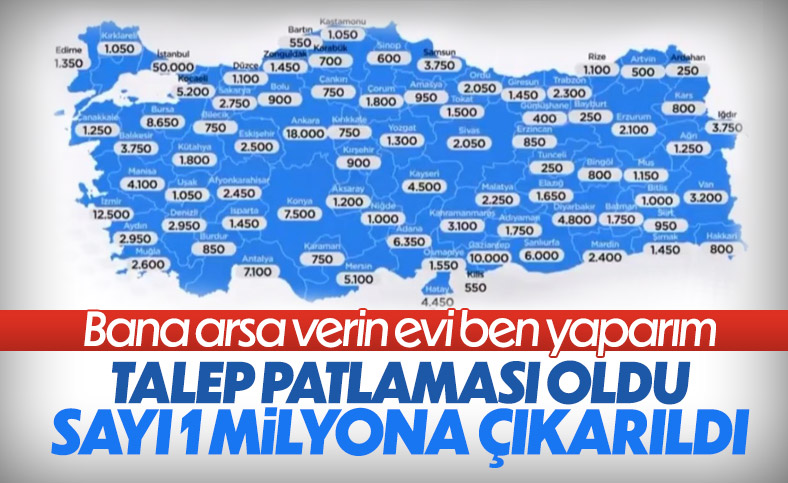 Kastamonu
1.050
Bartın
550
Kırklareli
1.050
Edirne
1.350
İstanbul
50.000
Zonguldak
1.450
Karabük
700
Sinop
600
Samsun
3.750
Düzce
1.100
Kocaeli
5.200
Sakarya
2.750
Bolu
900
Çankırı
750
Çorum
1.800
Amasya
950
Ordu
2.050
Giresun
1.450
Trabzon
2.300
Rize
1.100
Artvin
500
Ardahan
250
Tokat
1.500
Gümüşhane
400
Bayburt
250
Kars
800
Iğdır
3.750
Çanakkale
1.250
Bursa
8.650
Bilecik
750
Eskişehir
2.500
Ankara
18.000
Kırıkkale
750
Yozgat
1.300
Sivas
2.050
Erzincan
850
Erzurum
2.100
Ağrı
1.250
Balıkesir
3.750
Kütahya
1.800
Kırşehir
900
Tunceli
250
Bingöl
800
Muş
1.150
Manisa
4.100
Uşak
1.050
Afyonkarahisar
2.450
Aksaray
1.200
Kayseri
4.500
Malatya
2.250
Elazığ
1.650
Bitlis
1.000
Van
3.200
İzmir
12.500
Denizli
2.950
Isparta
1.450
Konya
7.500
Niğde
1.000
Kahramanmaraş
3.100
Adıyaman
1.750
Diyarbakır
4.800
Batman
1.750
Siirt
950
Aydın
2.950
Burdur
850
Adana
6.350
Osmaniye
1.550
Gaziantep
10.000
Şanlıurfa
6.000
Mardin
2.400
Şırnak
1.450
Hakkari
800
Muğla
2.600
Antalya
7.100
Karaman
750
Mersin
5.100
Kilis
550
Hatay
4.450
Bana arsa verin evi ben yaparım
TALEP PATLAMASI OLDU
SAYI 1 MİLYONA ÇIKARILDI